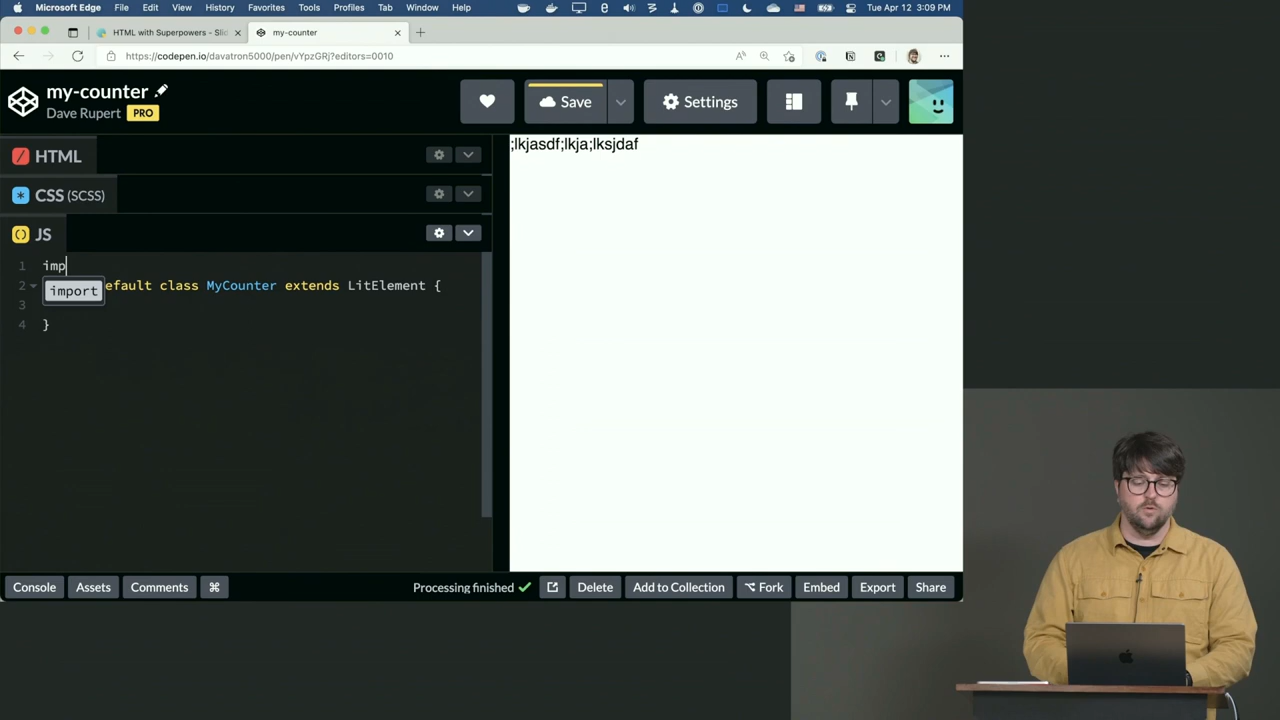 Microsoft Edge File Edit View History Favorites Tools Profiles Tab Window Help Tue Apr 12 3:09 PM
HTML with Superpowers - Slid my-counter
https://codepen.io/davatron5000/pen/vYpzGRj?editors=0010
my-counter
Dave Rupert PRO
Save
Settings
HTML
CSS (SCSS)
JS
;lkjasdf;lkja;lksjdaf
1 imp
import
2 efault class MyCounter extends LitElement {
3
4 }
Console Assets Comments ⌘ Processing finished Delete Add to Collection Fork Embed Export Share